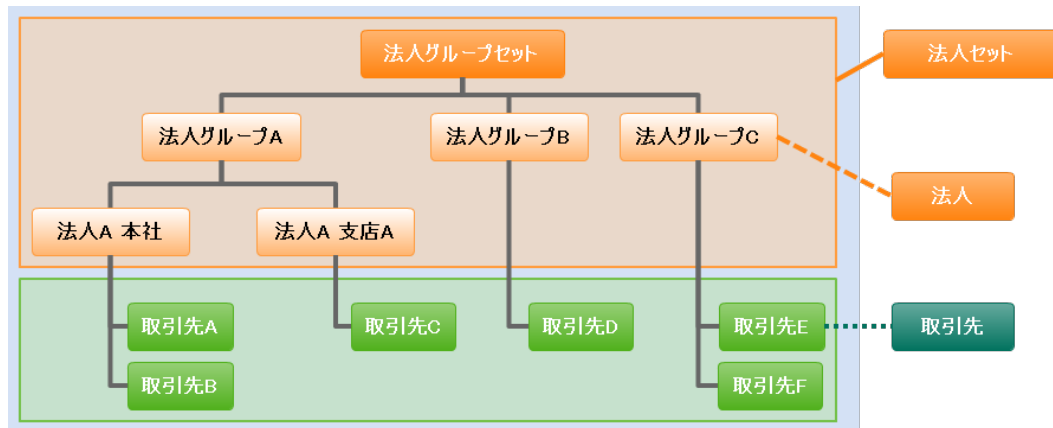 法人グループセット
法人セット
法人グループA
法人グループB
法人グループC
法人
法人A 本社
法人A 支店A
取引先A
取引先C
取引先D
取引先E
取引先
取引先B
取引先F